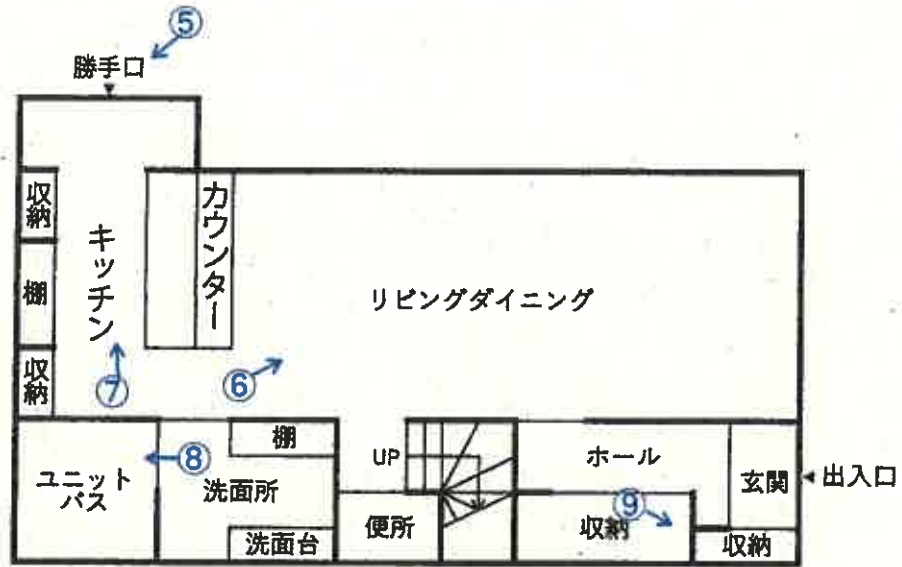 ⑤
勝手口
収納
カウンター
キッチン
棚
リビングダイニング
収納
⑦
⑥
棚
UP
ホール
⑧
ユニット
バス
洗面所
玄関
出入口
⑨
便所
収納
洗面台
収納